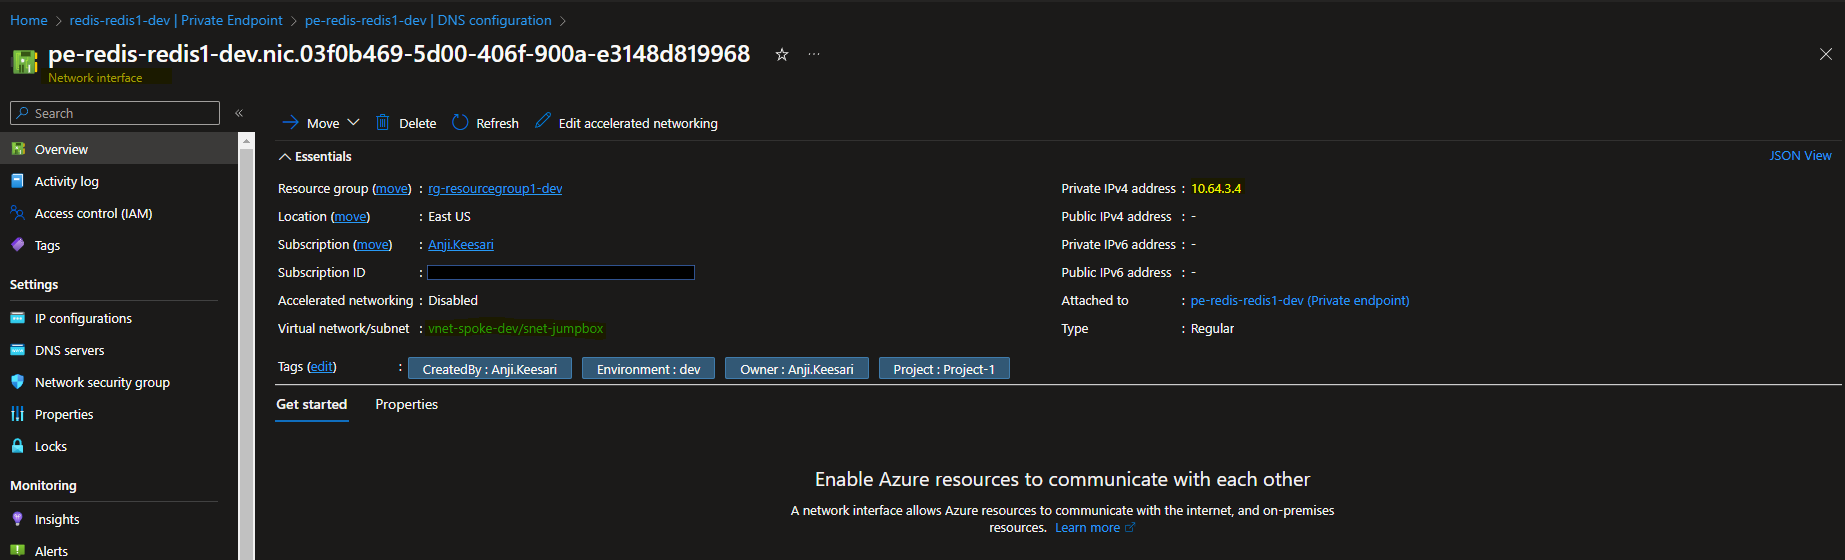 Home > redis-redis1-dev | Private Endpoint > pe-redis-redis1-dev | DNS configuration >
pe-redis-redis1-dev.nic.03f0b469-5d00-406f-900a-e3148d819968 ☆ ···
Network interface
Search
«
Overview
Activity log
Access control (IAM)
Tags
Settings
IP configurations
DNS servers
Network security group
Properties
Locks
Monitoring
Insights
Alerts
Move Delete Refresh Edit accelerated networking
Essentials
JSON View
Resource group (move) : rg-resourcegroup1-dev
Location (move) : East US
Subscription (move) : Anji.Keesari
Subscription ID :
Accelerated networking : Disabled
Virtual network/subnet : vnet-spoke-dev/snet-jumpbox
Private IPv4 address : 10.64.3.4
Public IPv4 address : -
Private IPv6 address : -
Public IPv6 address : -
Attached to : pe-redis-redis1-dev (Private endpoint)
Type : Regular
Tags (edit) : CreatedBy : Anji.Keesari Environment : dev Owner : Anji.Keesari Project : Project-1
Get started Properties
Enable Azure resources to communicate with each other
A network interface allows Azure resources to communicate with the internet, and on-premises
resources. Learn more